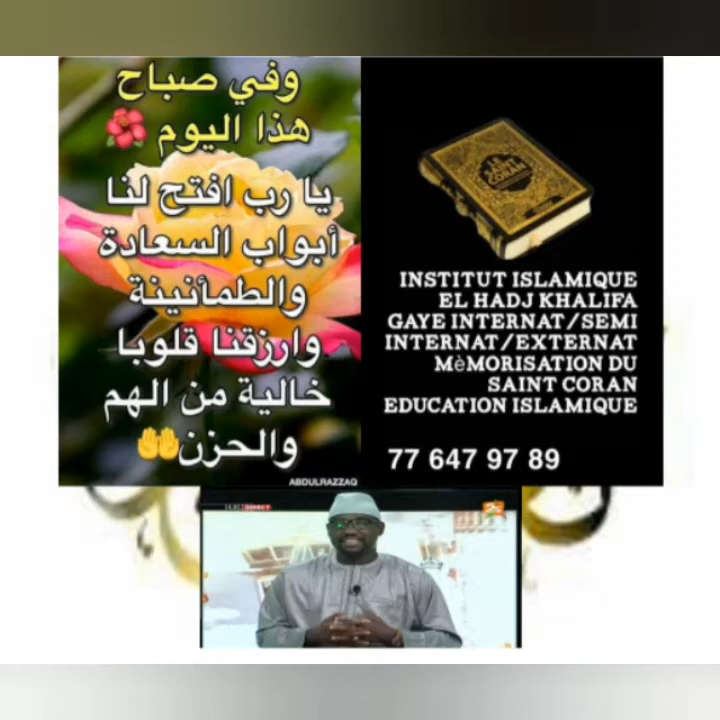 وفي صباح
هذا اليوم
يا رب افتح لنا
أبواب السعادة
والطمأنينة
وارزقنا قلوبا
خالية من الهم
والحزن
ABDULRAZZAQ
CORAN
INSTITUT ISLAMIQUE
EL HADJ KHALIFA
GAYE INTERNAT/SEMI
INTERNAT/EXTERNAT
MèMORISATION DU
SAINT CORAN
EDUCATION ISLAMIQUE
77 647 97 89
DIRECT